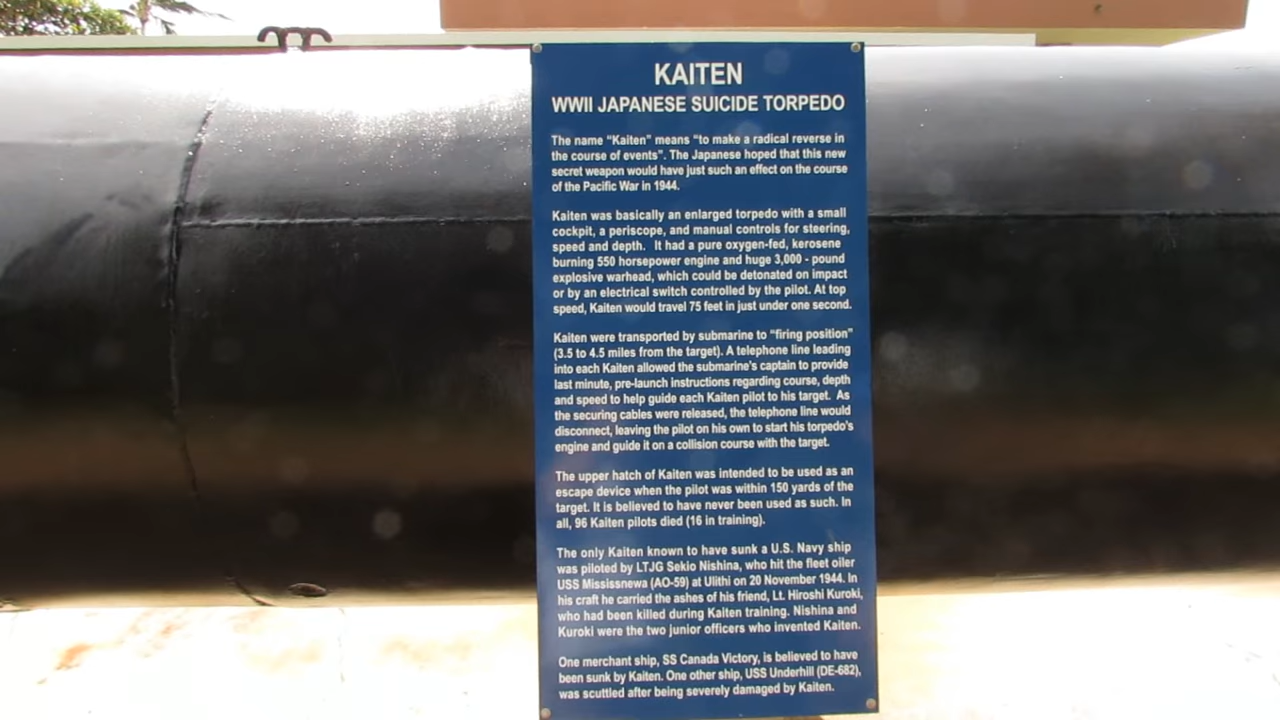 KAITEN
WWII JAPANESE SUICIDE TORPEDO
The name “Kaiten” means “to make a radical reverse in
the course of events”. The Japanese hoped that this new
secret weapon would have just such an effect on the course
of the Pacific War in 1944.
Kaiten was basically an enlarged torpedo with a small
cockpit, a periscope, and manual controls for steering,
speed and depth. It had a pure oxygen-fed, kerosene
burning 550 horsepower engine and huge 3,000 - pound
explosive warhead, which could be detonated on impact
or by an electrical switch controlled by the pilot. At top
speed, Kaiten would travel 75 feet in just under one second.
Kaiten were transported by submarine to “firing position”
(3.5 to 4.5 miles from the target). A telephone line leading
into each Kaiten allowed the submarine’s captain to provide
last minute, pre-launch instructions regarding course, depth
and speed to help guide each Kaiten pilot to his target. As
the securing cables were released, the telephone line would
disconnect, leaving the pilot on his own to start his torpedo’s
engine and guide it on a collision course with the target.
The upper hatch of Kaiten was intended to be used as an
escape device when the pilot was within 150 yards of the
target. It is believed to have never been used as such. In
all, 96 Kaiten pilots died (16 in training).
The only Kaiten known to have sunk a U.S. Navy ship
was piloted by LTJG Sekio Nishina, who hit the fleet oiler
USS Mississnewa (AO-59) at Ulithi on 20 November 1944. In
his craft he carried the ashes of his friend, Lt. Hiroshi Kuroki,
who had been killed during Kaiten training. Nishina and
Kuroki were the two junior officers who invented Kaiten.
One merchant ship, SS Canada Victory, is believed to have
been sunk by Kaiten. One other ship, USS Underhill (DE-682),
was scuttled after being severely damaged by Kaiten.